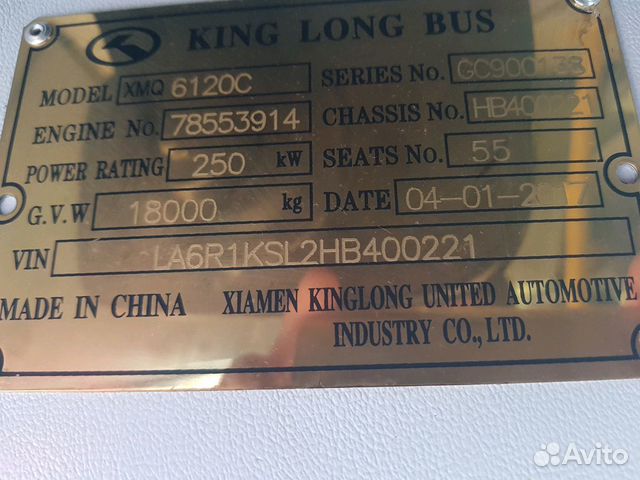 KING LONG BUS
MODEL XMQ 6120C SERIES No. GC900138
ENGINE No. 78553914 CHASSIS No. HB400221
POWER RATING 250 kW SEATS No. 55
G.V.W 18000 kg DATE 04-01-2017
VIN LA6R1KSL2HB400221
MADE IN CHINA XIAMEN KINGLONG UNITED AUTOMOTIVE
INDUSTRY CO., LTD.
Avito